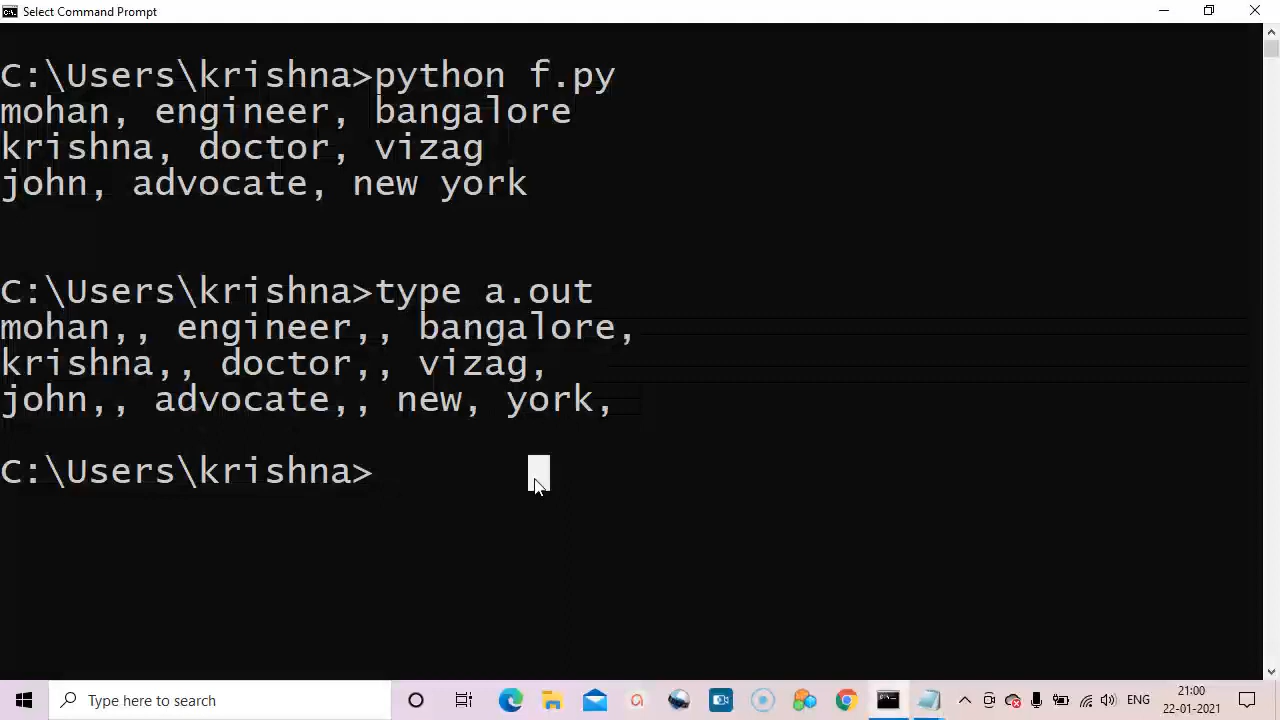 Select Command Prompt
C:\Users\krishna>python f.py
mohan, engineer, bangalore
krishna, doctor, vizag
john, advocate, new york
C:\Users\krishna>type a.out
mohan,, engineer,, bangalore,
krishna,, doctor,, vizag,
john,, advocate,, new, york,
C:\Users\krishna>
Type here to search
ENG
21:00
22-01-2021